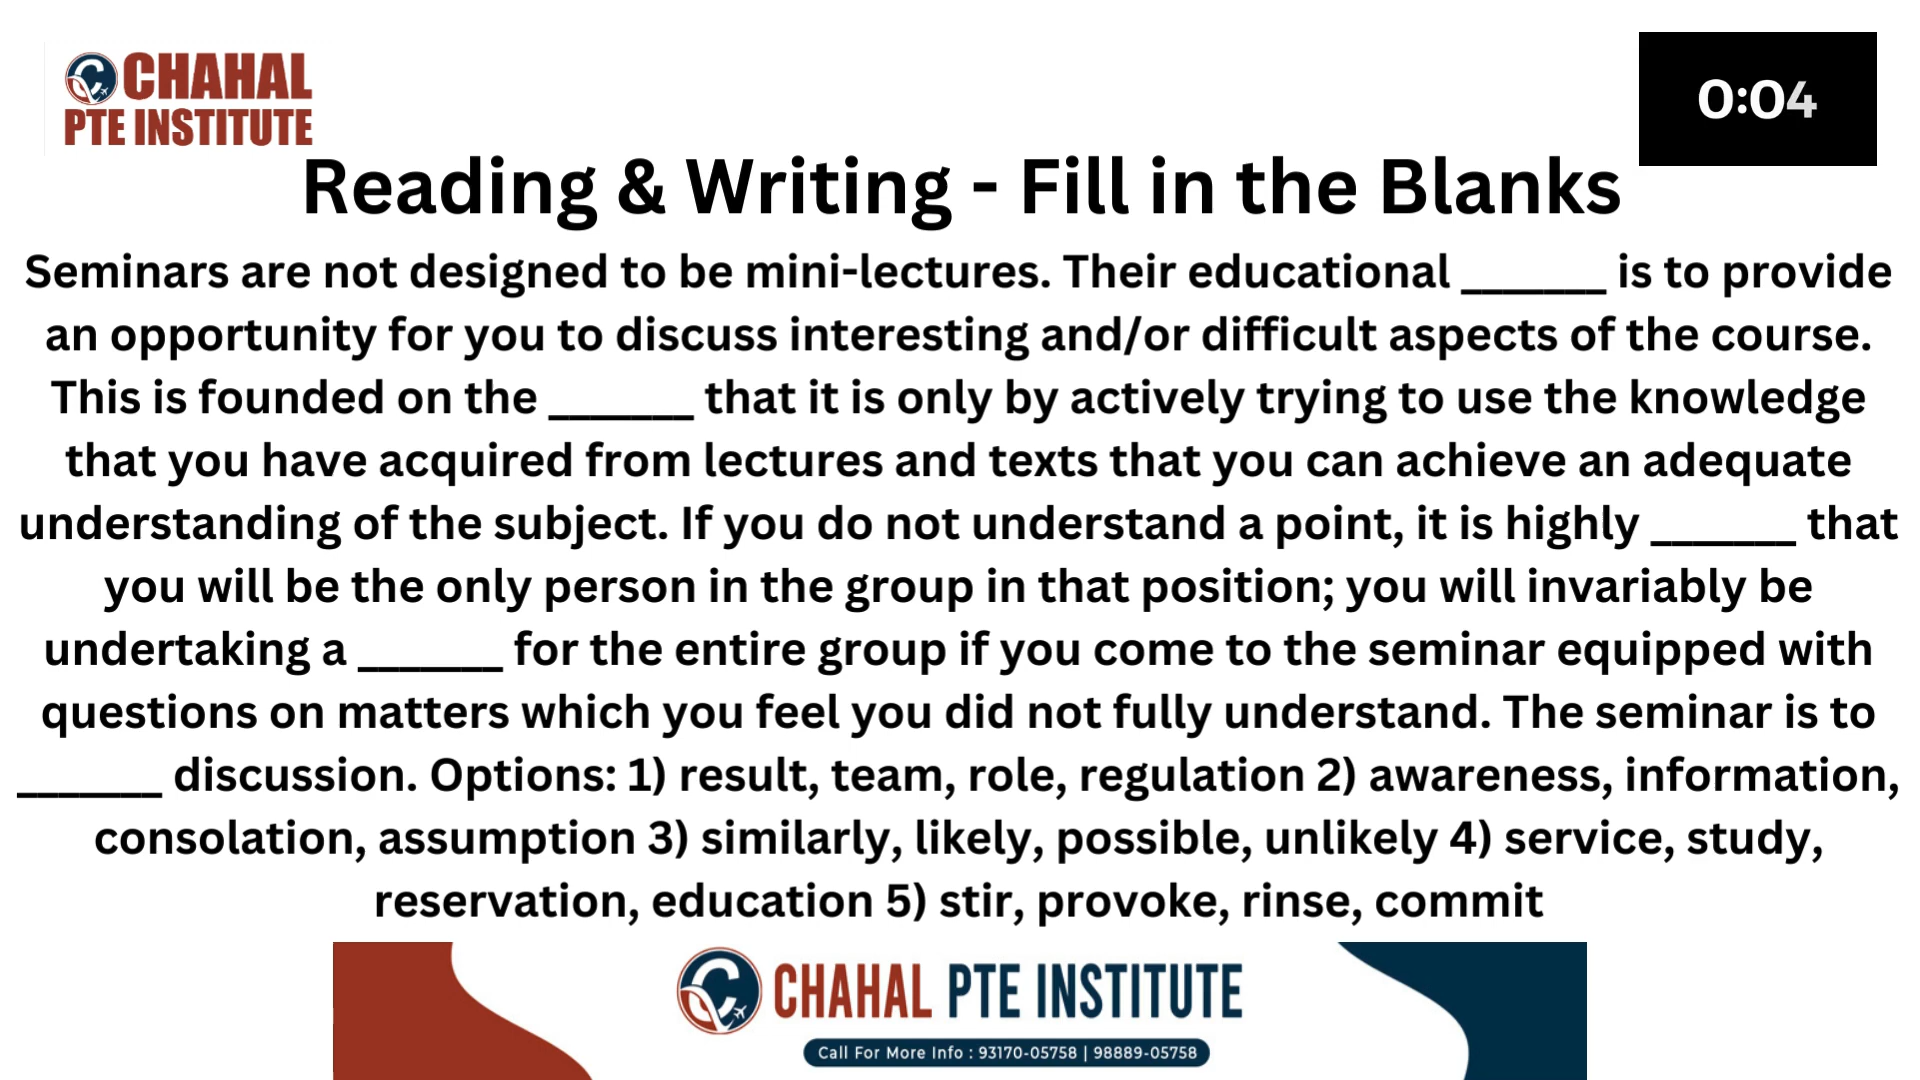 CHAHAL
PTE INSTITUTE
0:04
Reading & Writing - Fill in the Blanks
Seminars are not designed to be mini-lectures. Their educational _______ is to provide
an opportunity for you to discuss interesting and/or difficult aspects of the course.
This is founded on the _______ that it is only by actively trying to use the knowledge
that you have acquired from lectures and texts that you can achieve an adequate
understanding of the subject. If you do not understand a point, it is highly _______ that
you will be the only person in the group in that position; you will invariably be
undertaking a _______ for the entire group if you come to the seminar equipped with
questions on matters which you feel you did not fully understand. The seminar is to
_______ discussion. Options: 1) result, team, role, regulation 2) awareness, information,
consolation, assumption 3) similarly, likely, possible, unlikely 4) service, study,
reservation, education 5) stir, provoke, rinse, commit
CHAHAL PTE INSTITUTE
Call For More Info : 93170-05758 | 98889-05758